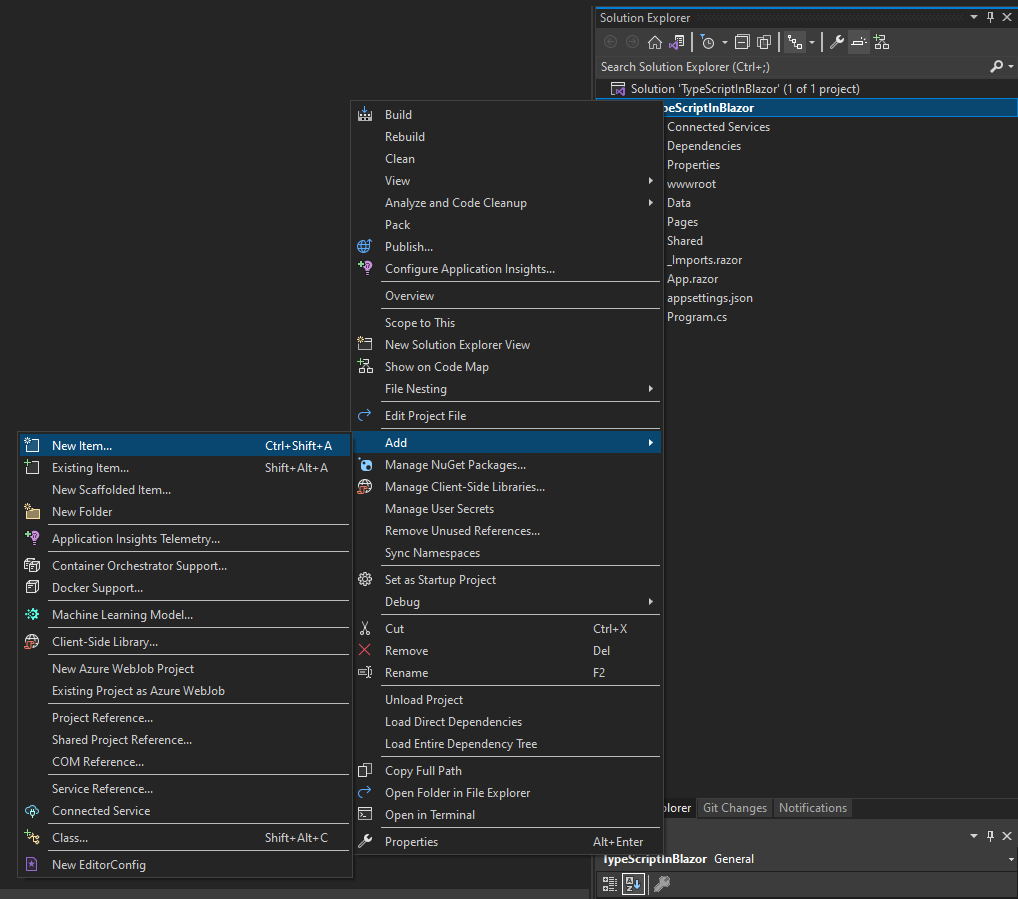 Solution Explorer
Search Solution Explorer (Ctrl+;)
Solution 'TypeScriptInBlazor' (1 of 1 project)
peScriptInBlazor
Connected Services
Dependencies
Properties
wwwroot
Data
Pages
Shared
_Imports.razor
App.razor
appsettings.json
Program.cs
Build
Rebuild
Clean
View
Analyze and Code Cleanup
Pack
Publish...
Configure Application Insights...
Overview
Scope to This
New Solution Explorer View
Show on Code Map
File Nesting
Edit Project File
Add
Manage NuGet Packages...
Manage Client-Side Libraries...
Manage User Secrets
Remove Unused References...
Sync Namespaces
Set as Startup Project
Debug
Cut Ctrl+X
Remove Del
Rename F2
Unload Project
Load Direct Dependencies
Load Entire Dependency Tree
Copy Full Path
Open Folder in File Explorer
Open in Terminal
Properties Alt+Enter
New Item... Ctrl+Shift+A
Existing Item... Shift+Alt+A
New Scaffolded Item...
New Folder
Application Insights Telemetry...
Container Orchestrator Support...
Docker Support...
Machine Learning Model...
Client-Side Library...
New Azure WebJob Project
Existing Project as Azure WebJob
Project Reference...
Shared Project Reference...
COM Reference...
Service Reference...
Connected Service
Class... Shift+Alt+C
New EditorConfig
plorer Git Changes Notifications
TypeScriptInBlazor General